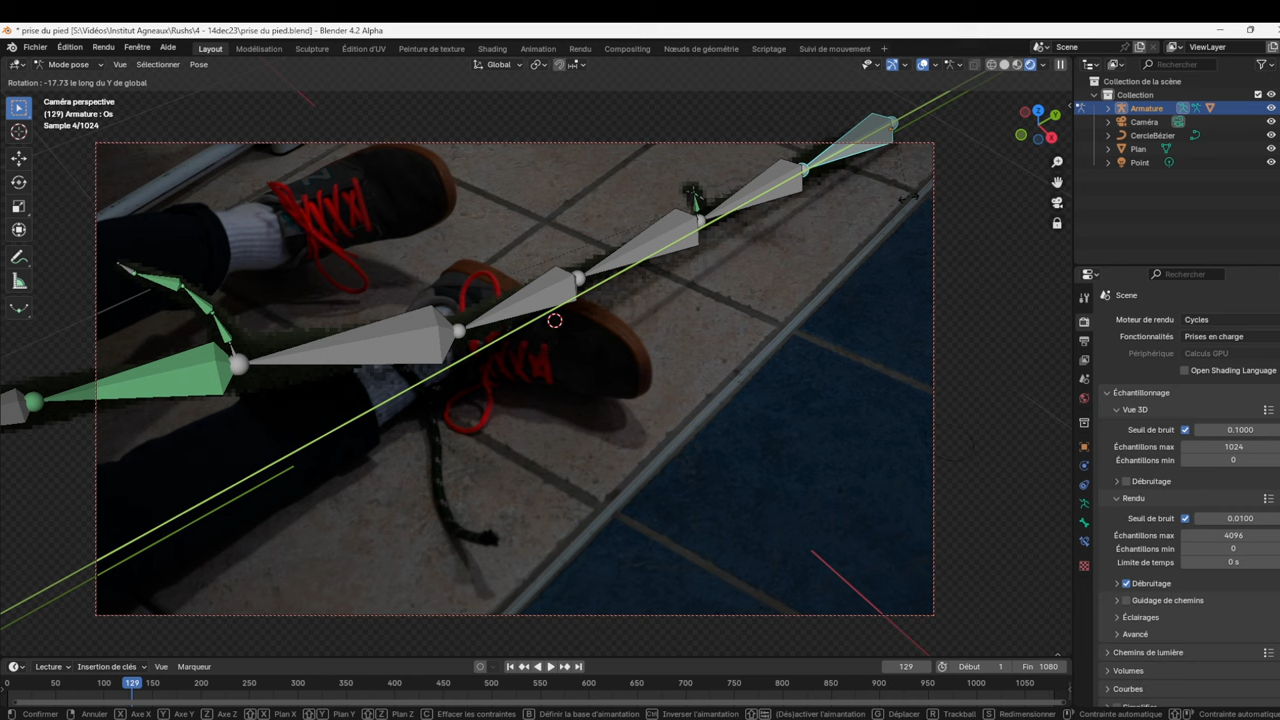 * prise du pied [S:\Vidéos\Institut Agneaux\Rushs\4 - 14dec23\prise du pied.blend] - Blender 4.2 Alpha
Fichier Édition Rendu Fenêtre Aide Layout Modélisation Sculpture Édition d'UV Peinture de texture Shading Animation Rendu Compositing Nœuds de géométrie Scriptage Suivi de mouvement + Scene ViewLayer
Mode pose Vue Sélectionner Pose Global Rechercher
Rotation : -17.73 le long du Y de global
Collection de la scène
Collection
Armature
Caméra
CercleBézier
Plan
Point
Caméra perspective
(129) Armature : Os
Sample 4/1024
Z
Y
X
Rechercher
Scene
Moteur de rendu Cycles
Fonctionnalités Prises en charge
Périphérique Calculs GPU
Open Shading Language
Échantillonnage
Vue 3D
Seuil de bruit 0.1000
Échantillons max 1024
Échantillons min 0
Débruitage
Rendu
Seuil de bruit 0.0100
Échantillons max 4096
Échantillons min 0
Limite de temps 0 s
Débruitage
Guidage de chemins
Éclairages
Avancé
Chemins de lumière
Volumes
Courbes
Lecture Insertion de clés Vue Marqueur 129 Début 1 Fin 1080
0 50 100 129 150 200 250 300 350 400 450 500 550 600 650 700 750 800 850 900 950 1000 1050
Confirmer Annuler X Axe X Y Axe Y Z Axe Z X Plan X Y Plan Y Z Plan Z C Effacer les contraintes B Définir la base d'aimantation Ctrl Inverser l'aimantation (Dés)activer l'aimantation G Déplacer R Trackball S Redimensionner Contrainte automatique Contrainte automatique